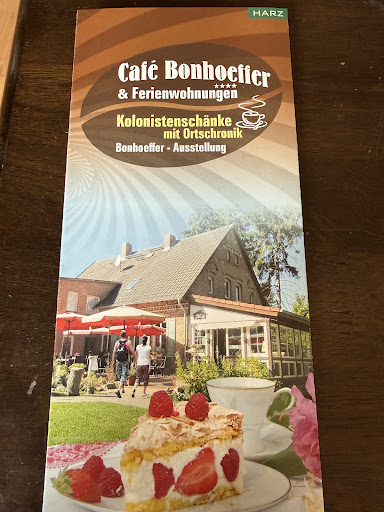 HARZ
Café Bonhoeffer
****
& Ferienwohnungen
Kolonistenschänke
mit Ortschronik
Bonhoeffer - Ausstellung